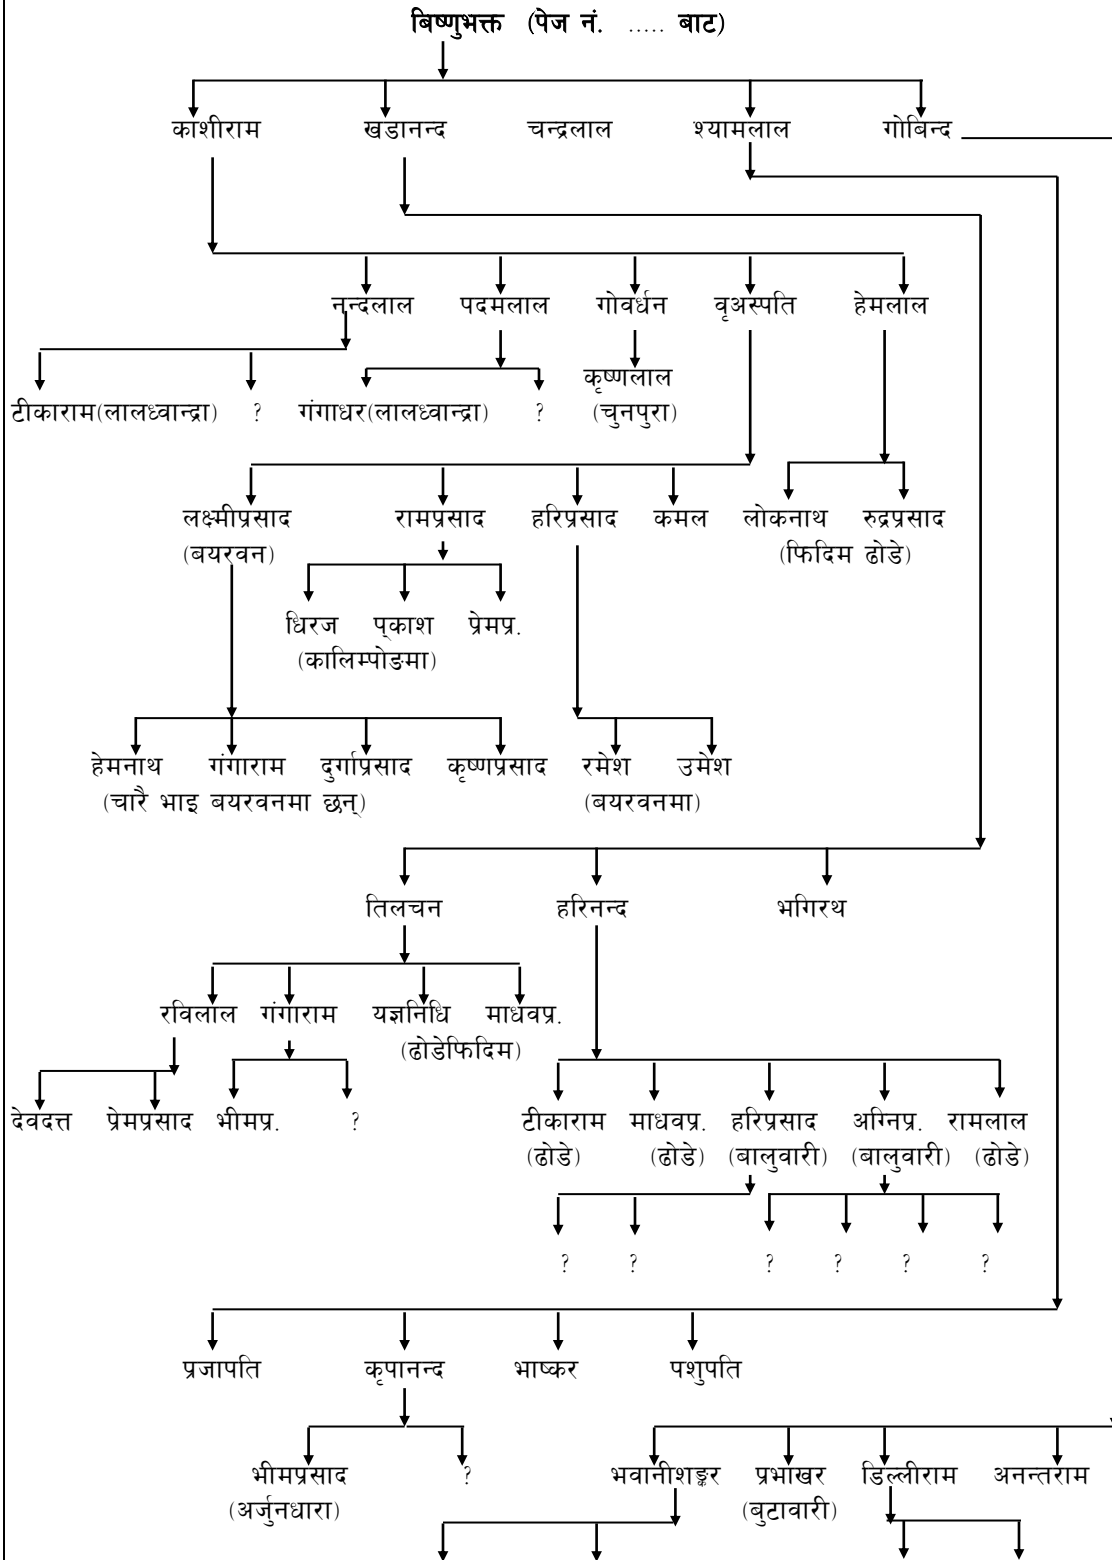 बिष्णुभक्त (पेज नं. ..... बाट)
काशीराम खडानन्द चन्द्रलाल श्यामलाल गोबिन्द
नन्दलाल पदमलाल गोवर्धन वृअस्पति हेमलाल
कृष्णलाल
टीकाराम(लालध्वान्द्रा) ? गंगाधर(लालध्वान्द्रा) ? (चुनपुरा)
लक्ष्मीप्रसाद रामप्रसाद हरिप्रसाद कमल लोकनाथ रुद्रप्रसाद
(बयरवन) (फिदिम ढोडे)
धिरज प्काश प्रेमप्र.
(कालिम्पोङमा)
हेमनाथ गंगाराम दुर्गाप्रसाद कृष्णप्रसाद रमेश उमेश
(चारै भाइ बयरवनमा छन्) (बयरवनमा)
तिलचन हरिनन्द भगिरथ
रविलाल गंगाराम यज्ञनिधि माधवप्र.
(ढोडेफिदिम)
देवदत्त प्रेमप्रसाद भीमप्र. ? टीकाराम माधवप्र. हरिप्रसाद अग्निप्र. रामलाल
(ढोडे) (ढोडे) (बालुवारी) (बालुवारी) (ढोडे)
? ? ? ? ? ?
प्रजापति कृपानन्द भाष्कर पशुपति
भीमप्रसाद ? भवानीशङ्कर प्रभाखर डिल्लीराम अनन्तराम
(अर्जुनधारा) (बुटावारी)